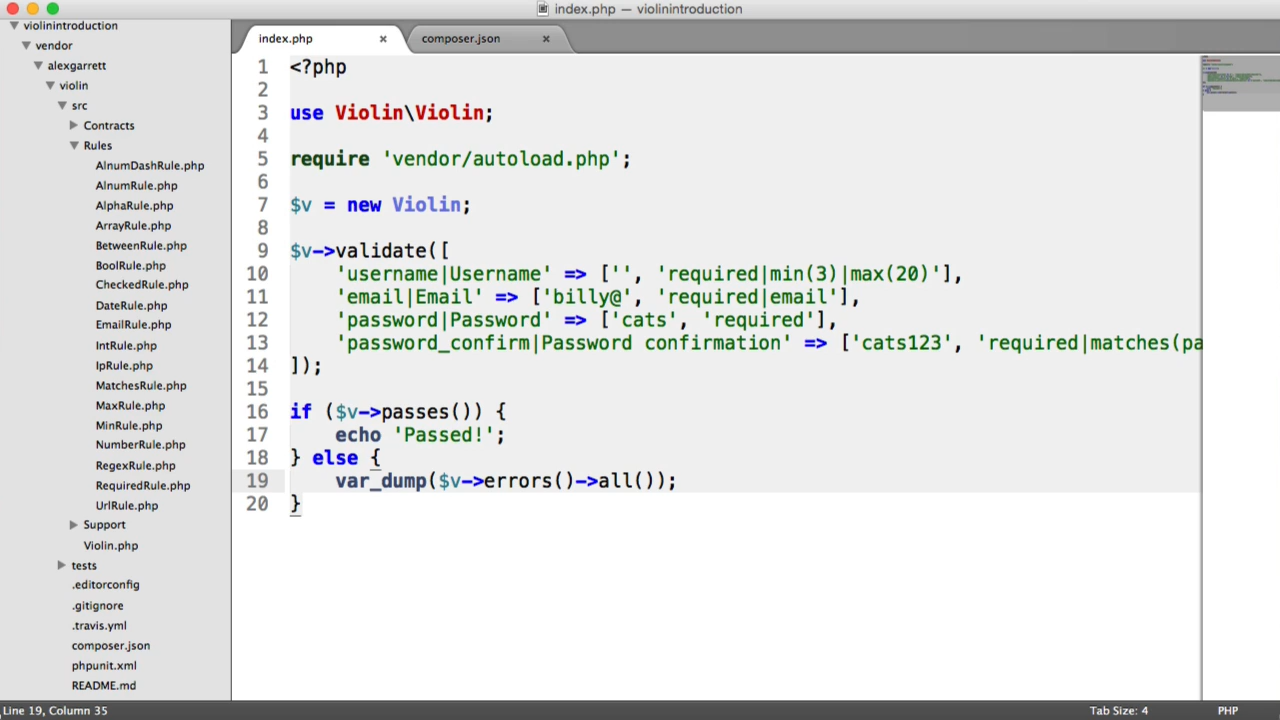 index.php — violinintroduction
violinintroduction
vendor
alexgarrett
violin
src
Contracts
Rules
AlnumDashRule.php
AlnumRule.php
AlphaRule.php
ArrayRule.php
BetweenRule.php
BoolRule.php
CheckedRule.php
DateRule.php
EmailRule.php
IntRule.php
IpRule.php
MatchesRule.php
MaxRule.php
MinRule.php
NumberRule.php
RegexRule.php
RequiredRule.php
UrlRule.php
Support
Violin.php
tests
.editorconfig
.gitignore
.travis.yml
composer.json
phpunit.xml
README.md
index.php × composer.json ×
1 <?php
2
3 use Violin\Violin;
4
5 require 'vendor/autoload.php';
6
7 $v = new Violin;
8
9 $v->validate([
10     'username|Username' => ['', 'required|min(3)|max(20)'],
11     'email|Email' => ['billy@', 'required|email'],
12     'password|Password' => ['cats', 'required'],
13     'password_confirm|Password confirmation' => ['cats123', 'required|matches(pa
14 ]);
15
16 if ($v->passes()) {
17     echo 'Passed!';
18 } else {
19     var_dump($v->errors()->all());
20 }
Line 19, Column 35 Tab Size: 4 PHP